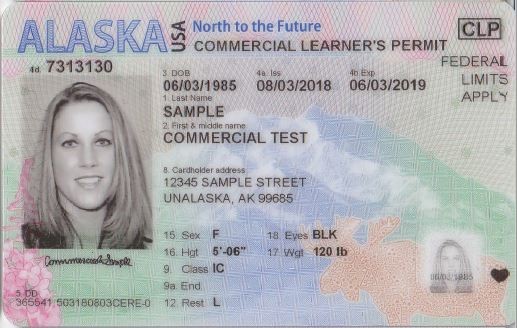 ALASKA USA North to the Future CLP
COMMERCIAL LEARNER'S PERMIT
FEDERAL
LIMITS
APPLY
4d. 7313130
3. DOB 4a. Iss 4b. Exp
06/03/1985 08/03/2018 06/03/2019
1. Last Name
SAMPLE
2. First & middle name
COMMERCIAL TEST
8. Cardholder address
12345 SAMPLE STREET
UNALASKA, AK 99685
15. Sex F 18. Eyes BLK
16. Hgt 5'-06" 17. Wgt 120 lb
9. Class IC
9a. End
12. Rest L
Commercial Sample
5. DD
365541 503180803CERE-0
06/03/1985